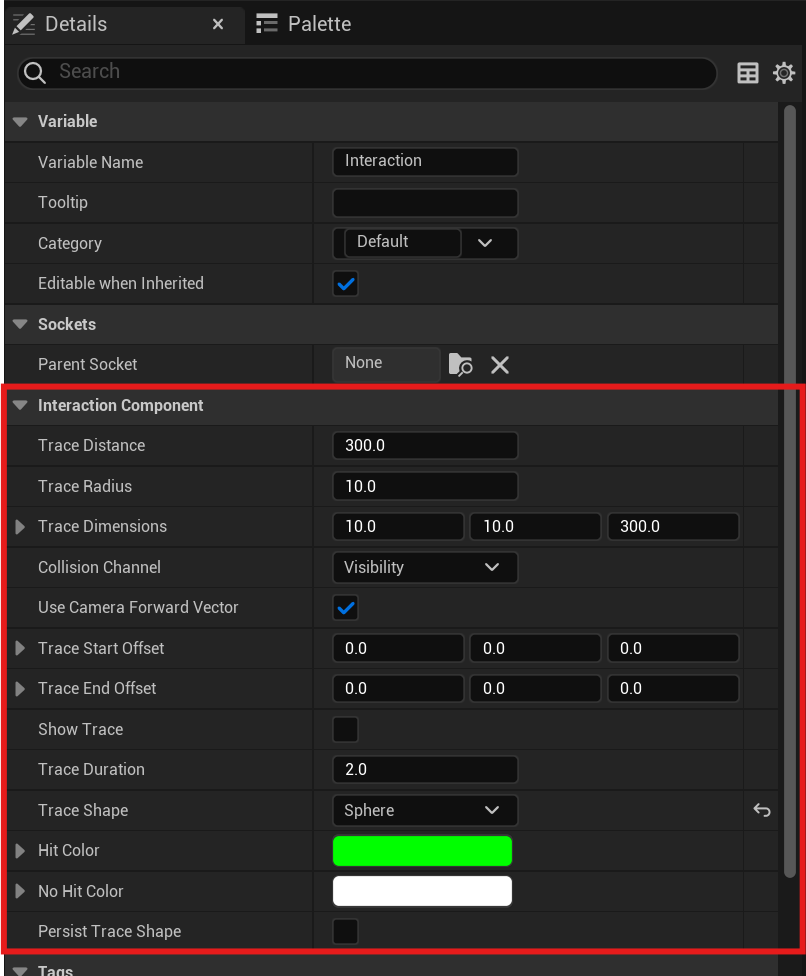 Details Palette
Search
Variable
Variable Name Interaction
Tooltip
Category Default
Editable when Inherited
Sockets
Parent Socket None
Interaction Component
Trace Distance 300.0
Trace Radius 10.0
Trace Dimensions 10.0 10.0 300.0
Collision Channel Visibility
Use Camera Forward Vector
Trace Start Offset 0.0 0.0 0.0
Trace End Offset 0.0 0.0 0.0
Show Trace
Trace Duration 2.0
Trace Shape Sphere
Hit Color
No Hit Color
Persist Trace Shape
Tags